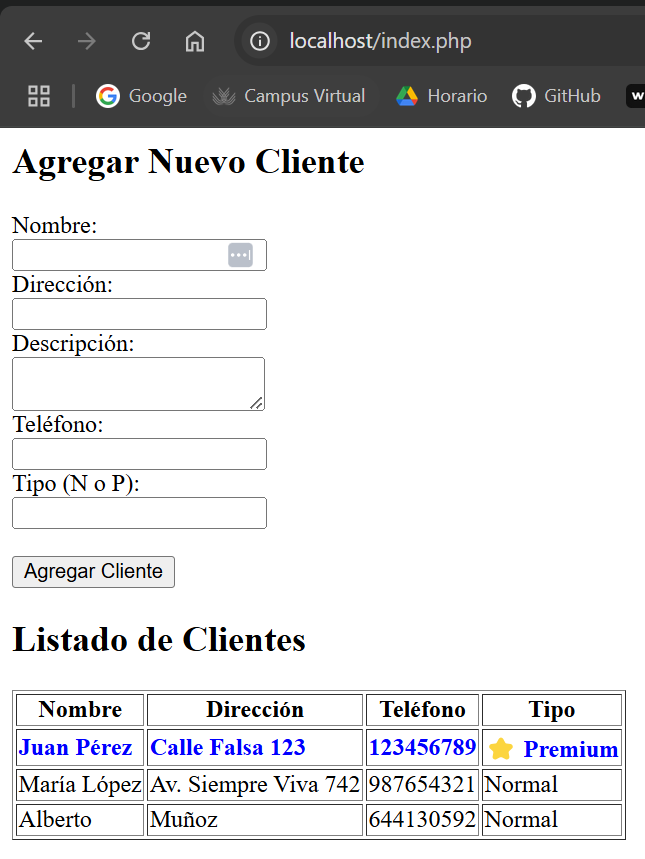 localhost/index.php
Google Campus Virtual Horario GitHub
Agregar Nuevo Cliente
Nombre:
Dirección:
Descripción:
Teléfono:
Tipo (N o P):
Agregar Cliente
Listado de Clientes
Nombre Dirección Teléfono Tipo
Juan Pérez Calle Falsa 123 123456789 Premium
María López Av. Siempre Viva 742 987654321 Normal
Alberto Muñoz 644130592 Normal